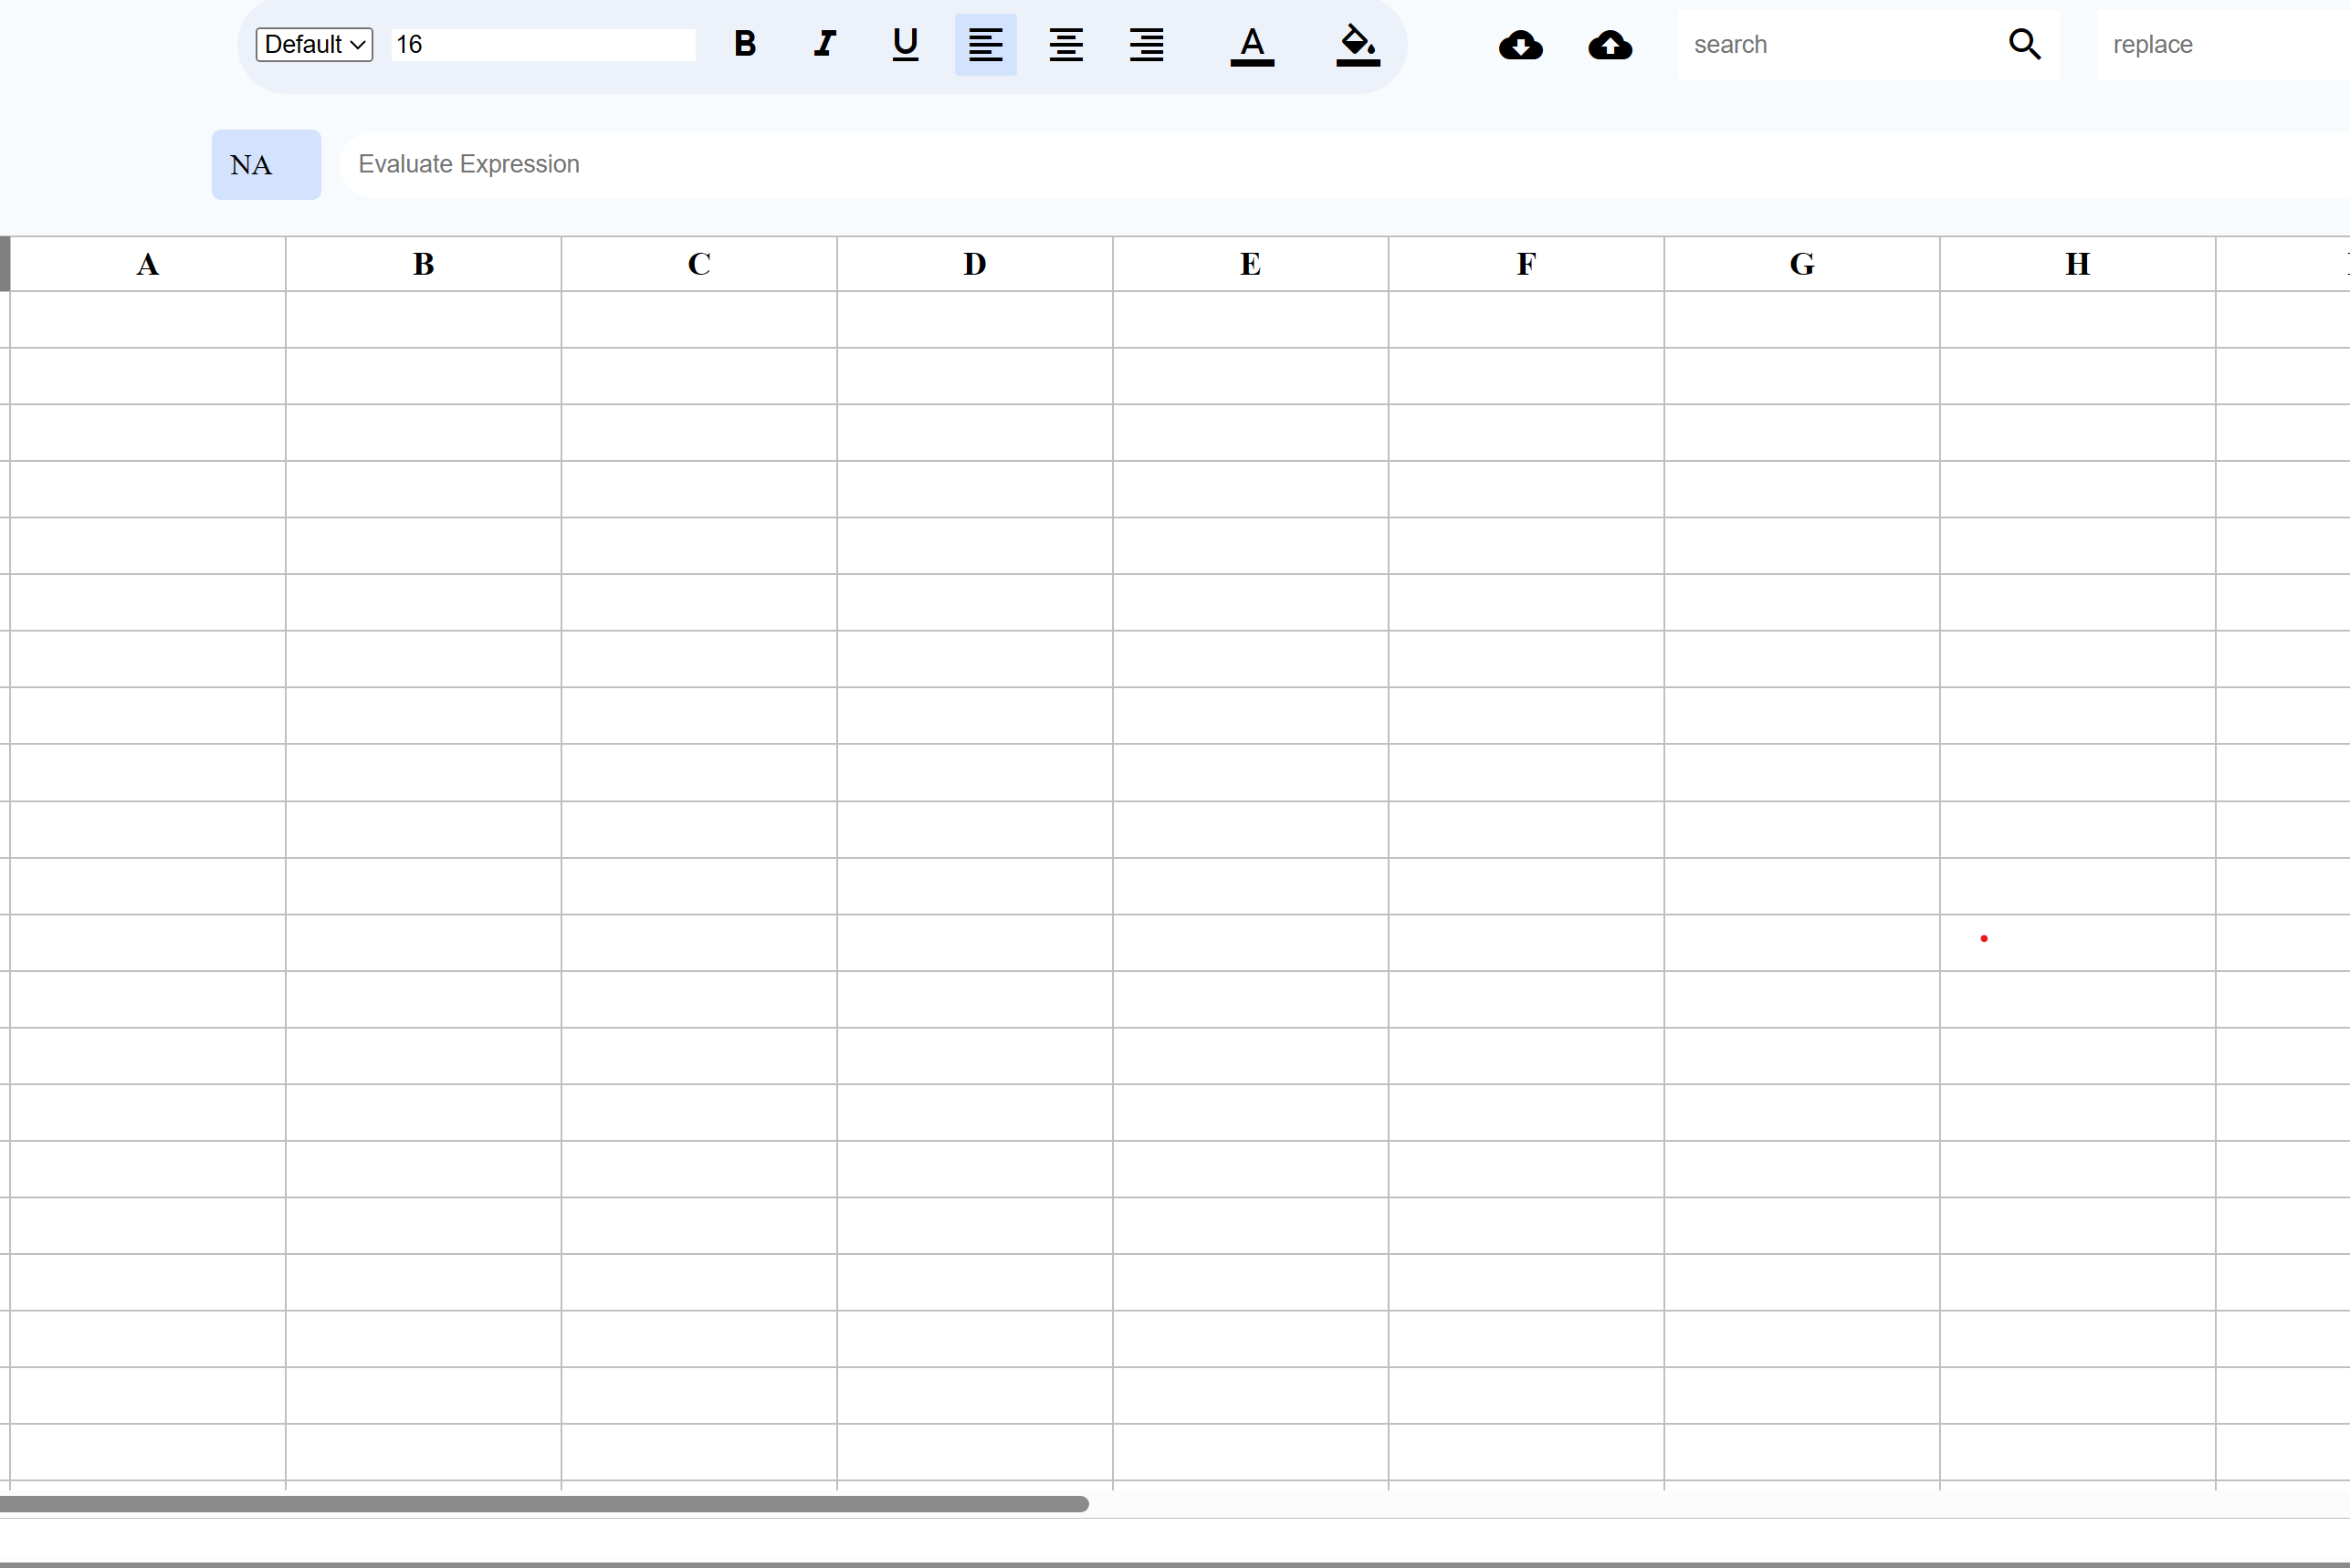 Default 16 B I U A search replace
NA Evaluate Expression
A B C D E F G H